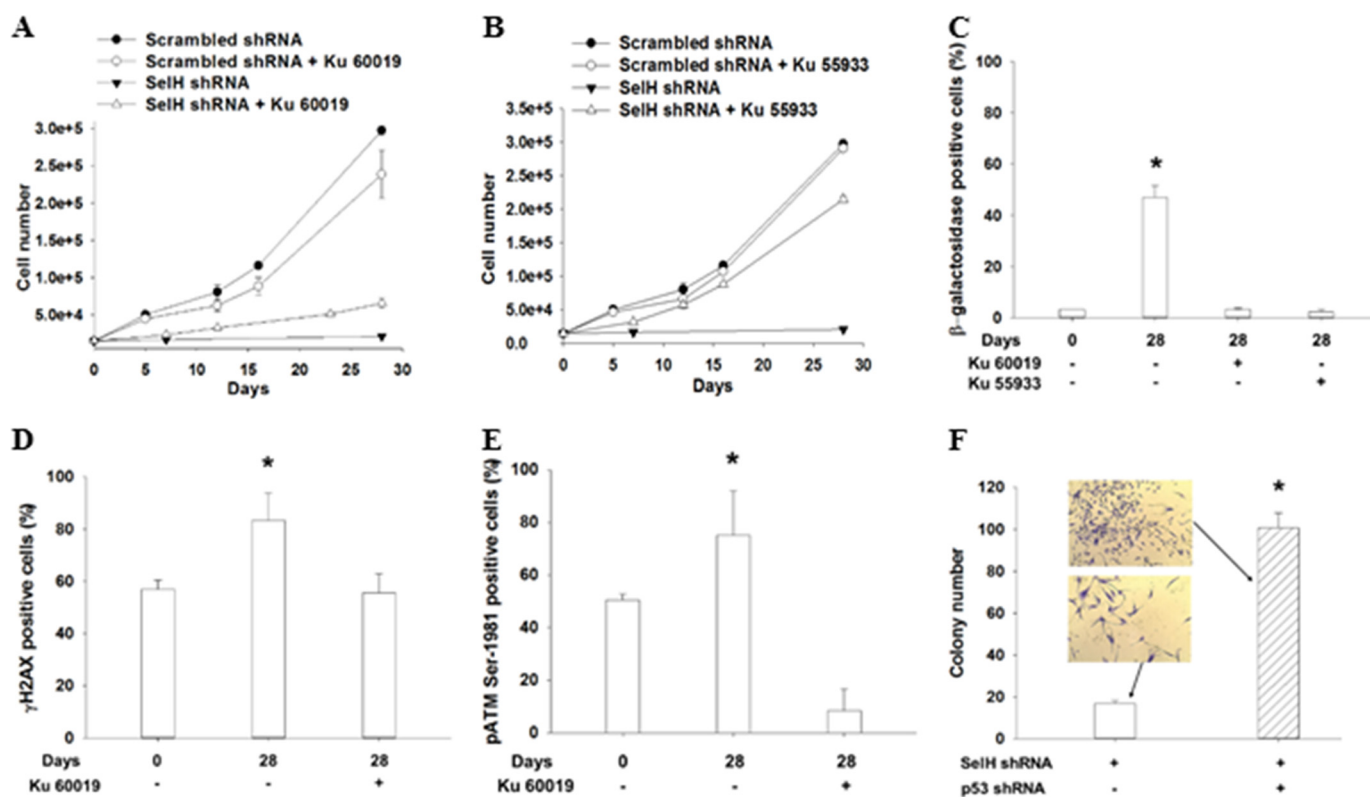 A
Scrambled shRNA
Scrambled shRNA + Ku 60019
SelH shRNA
SelH shRNA + Ku 60019
Cell number
3.0e+5
2.5e+5
2.0e+5
1.5e+5
1.0e+5
5.0e+4
0 5 10 15 20 25 30
Days
B
Scrambled shRNA
Scrambled shRNA + Ku 55933
SelH shRNA
SelH shRNA + Ku 55933
Cell number
3.5e+5
3.0e+5
2.5e+5
2.0e+5
1.5e+5
1.0e+5
5.0e+4
0.0
0 5 10 15 20 25 30
Days
C
β-galactosidase positive cells (%)
100
80
60
40
20
0
*
Days 0 28 28 28
Ku 60019 - - + -
Ku 55933 - - - +
D
γH2AX positive cells (%)
100
80
60
40
20
0
*
Days 0 28 28
Ku 60019 - - +
E
pATM Ser-1981 positive cells (%)
100
80
60
40
20
0
*
Days 0 28 28
Ku 60019 - - +
F
Colony number
120
100
80
60
40
20
0
*
SelH shRNA + +
p53 shRNA - +